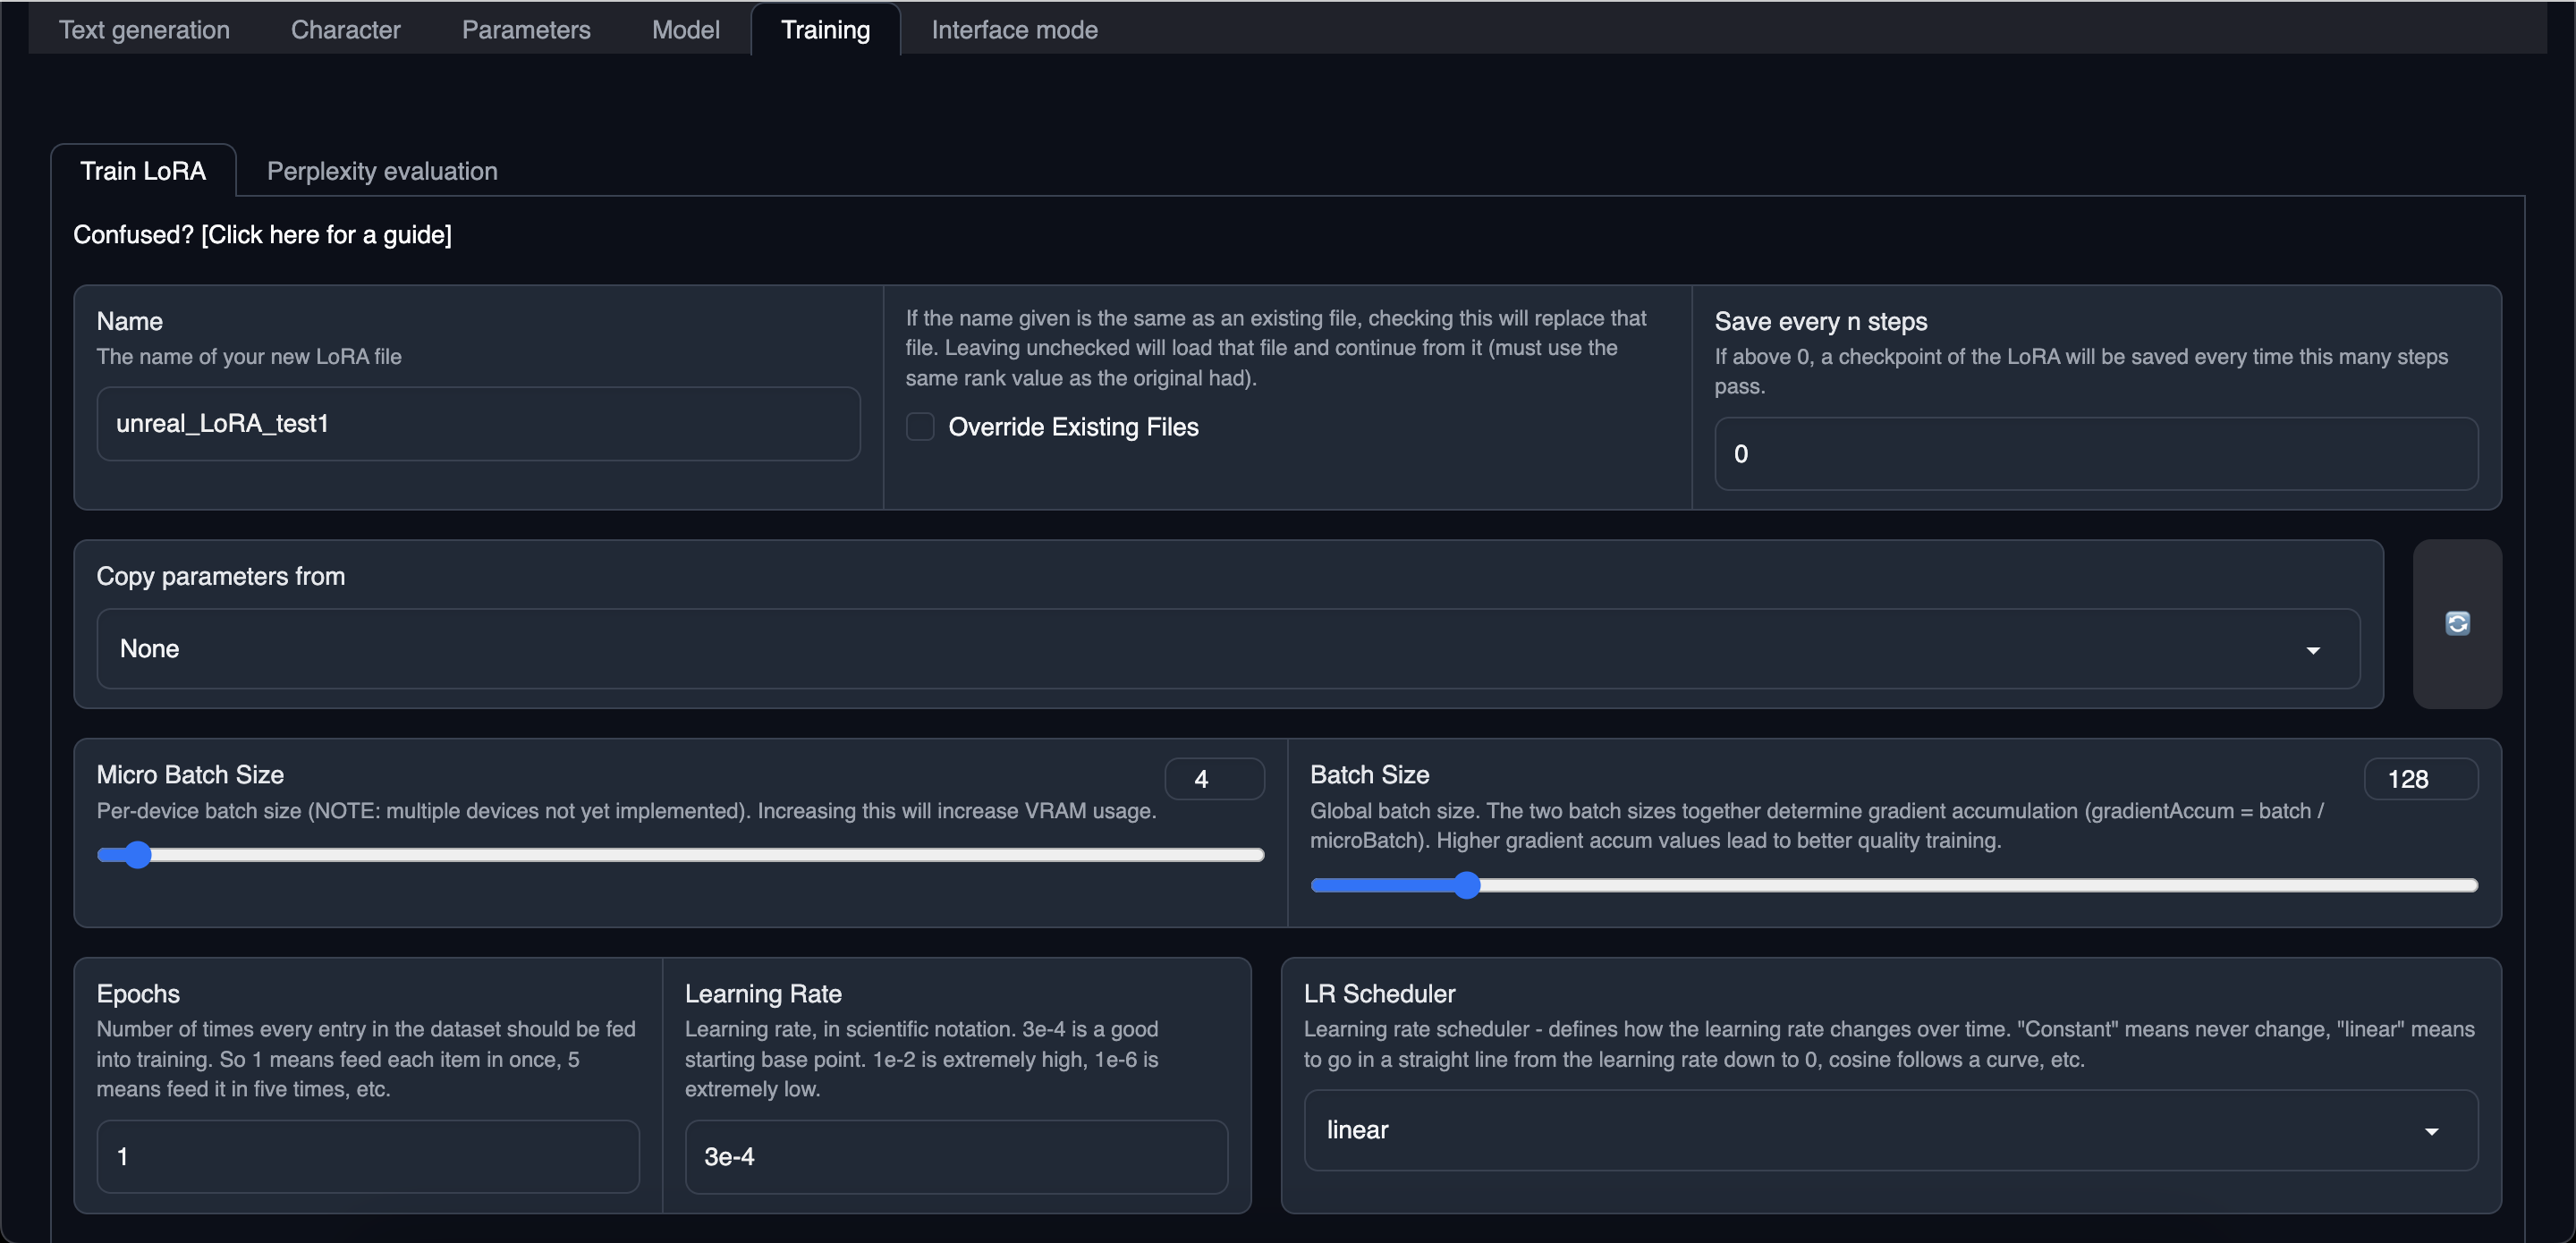 Text generation
Character
Parameters
Model
Training
Interface mode
Train LoRA
Perplexity evaluation
Confused? [Click here for a guide]
Name
The name of your new LoRA file
unreal_LoRA_test1
If the name given is the same as an existing file, checking this will replace that
file. Leaving unchecked will load that file and continue from it (must use the
same rank value as the original had).
Override Existing Files
Save every n steps
If above 0, a checkpoint of the LoRA will be saved every time this many steps
pass.
0
Copy parameters from
None
Micro Batch Size
4
Per-device batch size (NOTE: multiple devices not yet implemented). Increasing this will increase VRAM usage.
Batch Size
128
Global batch size. The two batch sizes together determine gradient accumulation (gradientAccum = batch /
microBatch). Higher gradient accum values lead to better quality training.
Epochs
Number of times every entry in the dataset should be fed
into training. So 1 means feed each item in once, 5
means feed it in five times, etc.
1
Learning Rate
Learning rate, in scientific notation. 3e-4 is a good
starting base point. 1e-2 is extremely high, 1e-6 is
extremely low.
3e-4
LR Scheduler
Learning rate scheduler - defines how the learning rate changes over time. "Constant" means never change, "linear" means
to go in a straight line from the learning rate down to 0, cosine follows a curve, etc.
linear